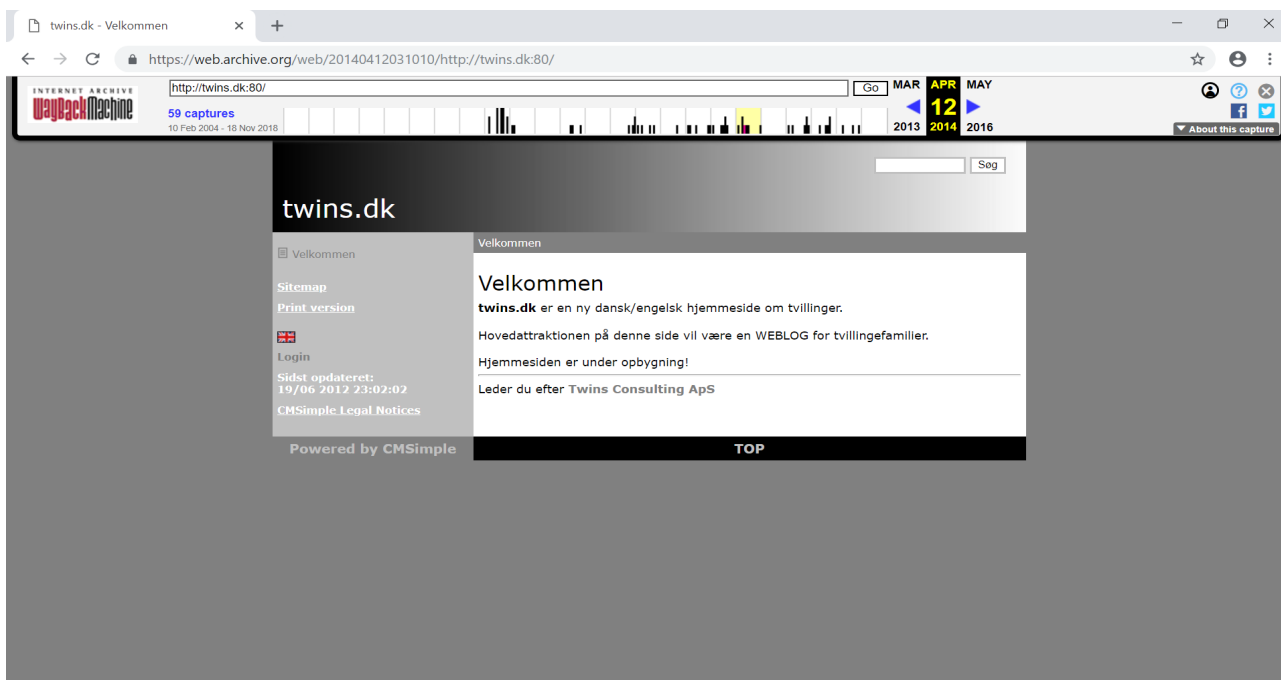 twins.dk - Velkommen
https://web.archive.org/web/20140412031010/http://twins.dk:80/
INTERNET ARCHIVE
WayBackMachine
http://twins.dk:80/
Go
MAR APR MAY
59 captures
12
10 Feb 2004 - 18 Nov 2018
2013 2014 2016
About this capture
Søg
twins.dk
Velkommen
Velkommen
Sitemap
Print version
Login
Sidst opdateret:
19/06 2012 23:02:02
CMSimple Legal Notices
Velkommen
twins.dk er en ny dansk/engelsk hjemmeside om tvillinger.
Hovedattraktionen på denne side vil være en WEBLOG for tvillingefamilier.
Hjemmesiden er under opbygning!
Leder du efter Twins Consulting ApS
Powered by CMSimple
TOP